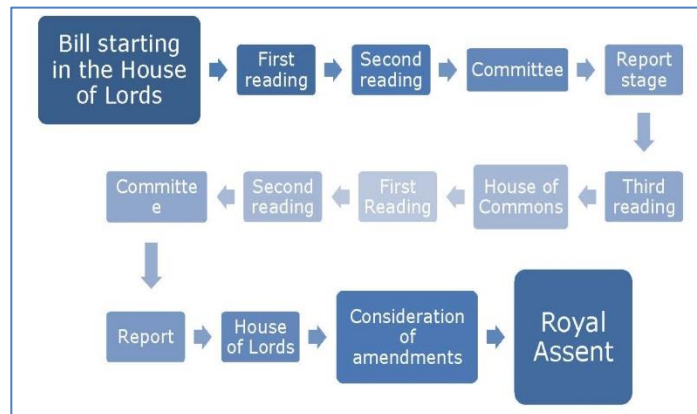 Bill starting
in the House
of Lords
First
reading
Second
reading
Committee
Report
stage
Third
reading
House of
Commons
First
Reading
Second
reading
Committe
e
Report
House
of Lords
Consideration
of
amendments
Royal
Assent